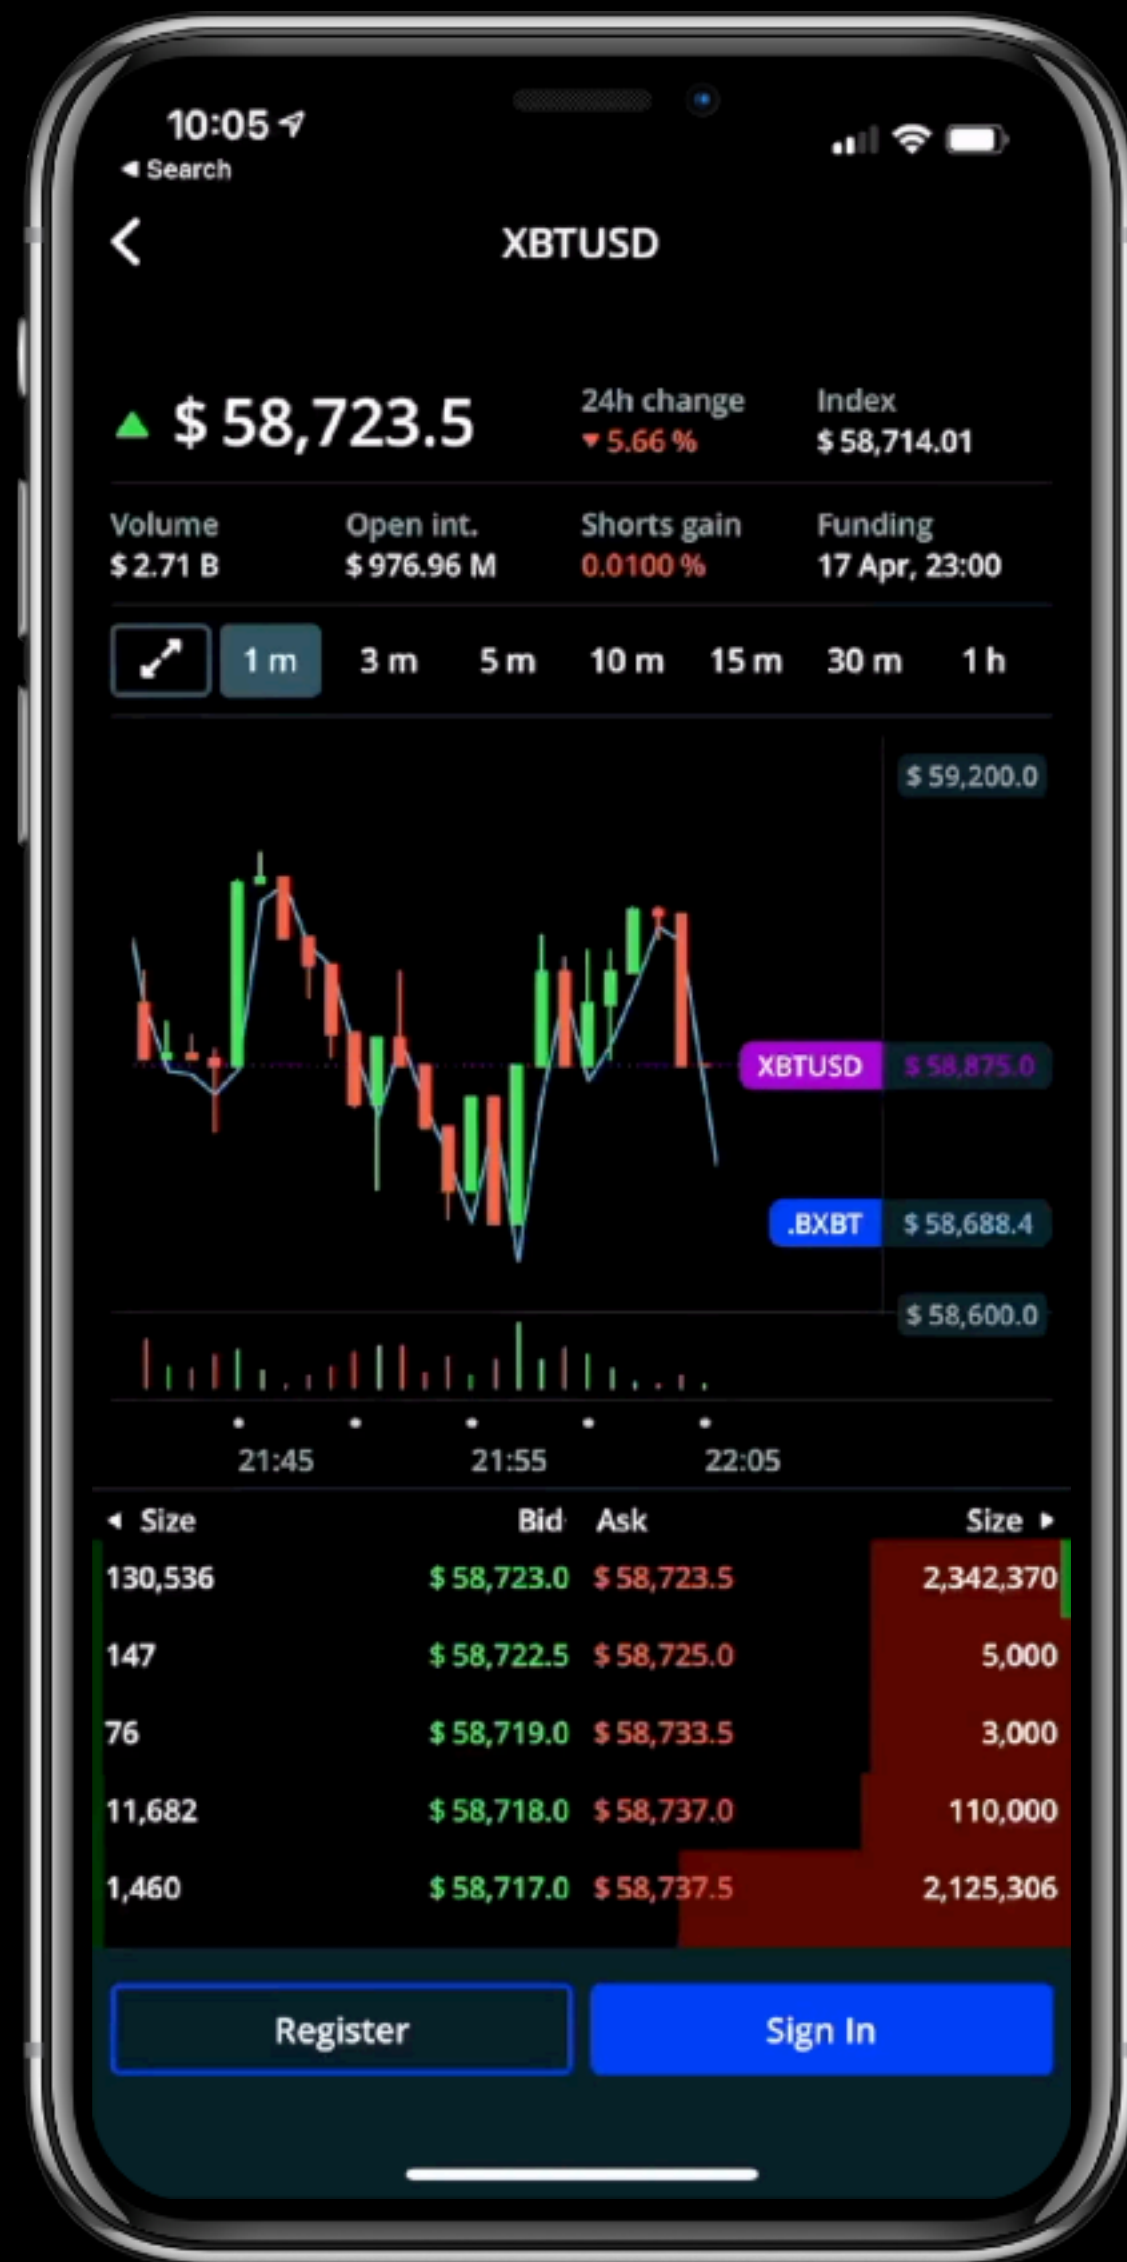 10:05
Search
XBTUSD
$ 58,723.5
24h change
5.66 %
Index
$ 58,714.01
Volume
$ 2.71 B
Open int.
$ 976.96 M
Shorts gain
0.0100 %
Funding
17 Apr, 23:00
1 m 3 m 5 m 10 m 15 m 30 m 1 h
$ 59,200.0
XBTUSD $ 58,875.0
.BXBT $ 58,688.4
$ 58,600.0
21:45 21:55 22:05
Size Bid Ask Size
130,536 $ 58,723.0 $ 58,723.5 2,342,370
147 $ 58,722.5 $ 58,725.0 5,000
76 $ 58,719.0 $ 58,733.5 3,000
11,682 $ 58,718.0 $ 58,737.0 110,000
1,460 $ 58,717.0 $ 58,737.5 2,125,306
Register Sign In